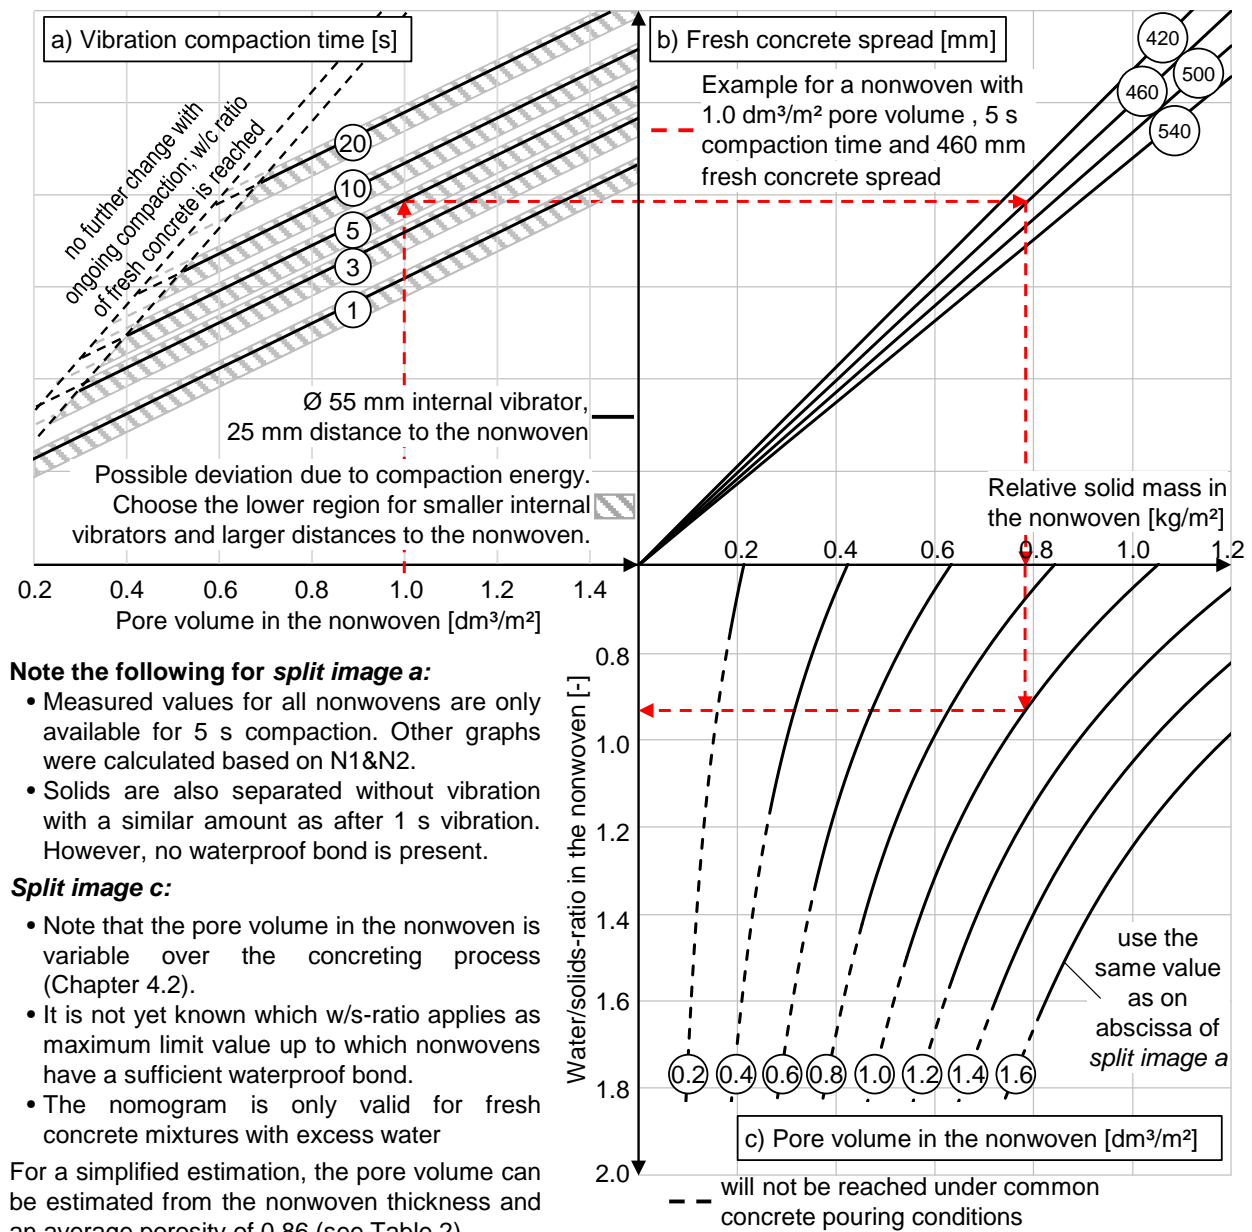 a) Vibration compaction time [s]
no further change with
ongoing compaction; w/c ratio
of fresh concrete is reached
20
10
5
3
1
Ø 55 mm internal vibrator,
25 mm distance to the nonwoven
Possible deviation due to compaction energy.
Choose the lower region for smaller internal
vibrators and larger distances to the nonwoven.
0.2 0.4 0.6 0.8 1.0 1.2 1.4
Pore volume in the nonwoven [dm³/m²]
b) Fresh concrete spread [mm]
420
500
460
540
Example for a nonwoven with
1.0 dm³/m² pore volume , 5 s
compaction time and 460 mm
fresh concrete spread
Relative solid mass in
the nonwoven [kg/m²]
0.2 0.4 0.6 0.8 1.0 1.2
Note the following for split image a:
• Measured values for all nonwovens are only
available for 5 s compaction. Other graphs
were calculated based on N1&N2.
• Solids are also separated without vibration
with a similar amount as after 1 s vibration.
However, no waterproof bond is present.
Split image c:
• Note that the pore volume in the nonwoven is
variable over the concreting process
(Chapter 4.2).
• It is not yet known which w/s-ratio applies as
maximum limit value up to which nonwovens
have a sufficient waterproof bond.
• The nomogram is only valid for fresh
concrete mixtures with excess water
For a simplified estimation, the pore volume can
be estimated from the nonwoven thickness and
an average porosity of 0.86 (see Table 2)
Water/solids-ratio in the nonwoven [-]
0.8
1.0
1.2
1.4
1.6
1.8
2.0
use the
same value
as on
abscissa of
split image a
0.2 0.4 0.6 0.8 1.0 1.2 1.4 1.6
c) Pore volume in the nonwoven [dm³/m²]
will not be reached under common
concrete pouring conditions